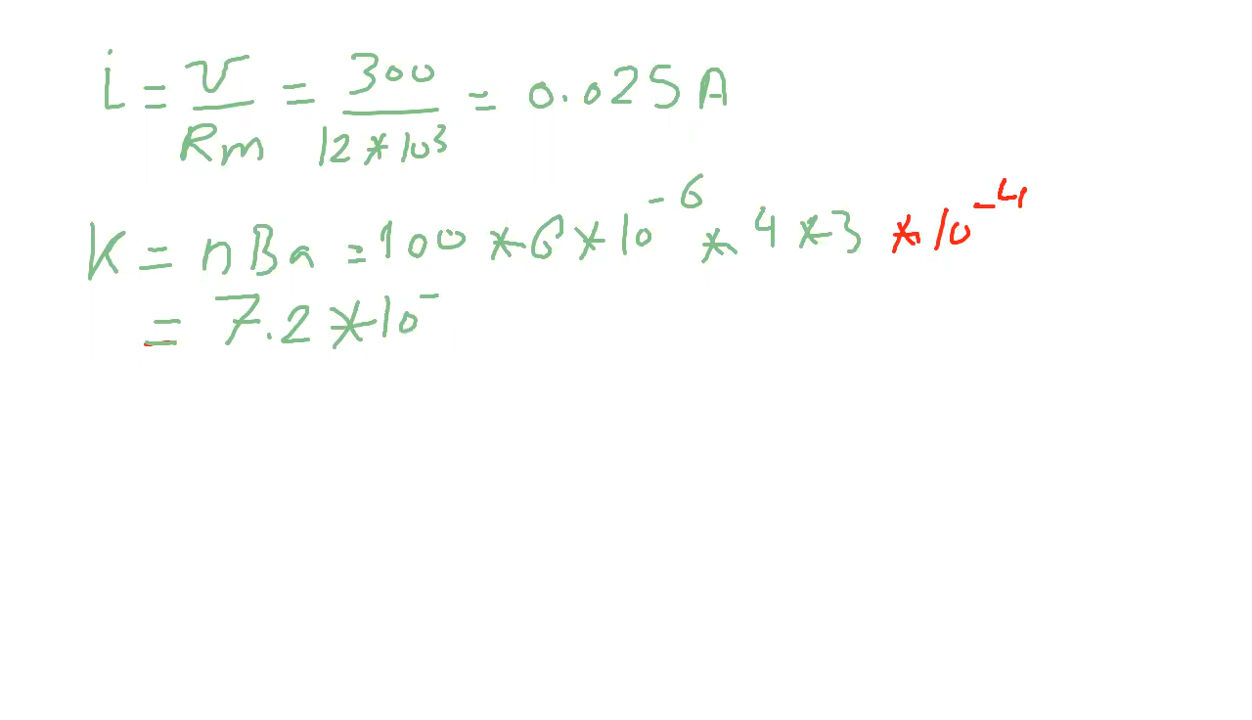 i = v/Rm = 300/12*10³ = 0.025 A
K = nBa = 100 * 6 * 10⁻⁶ * 4 * 3 * 10⁻⁴
= 7.2 * 10⁻